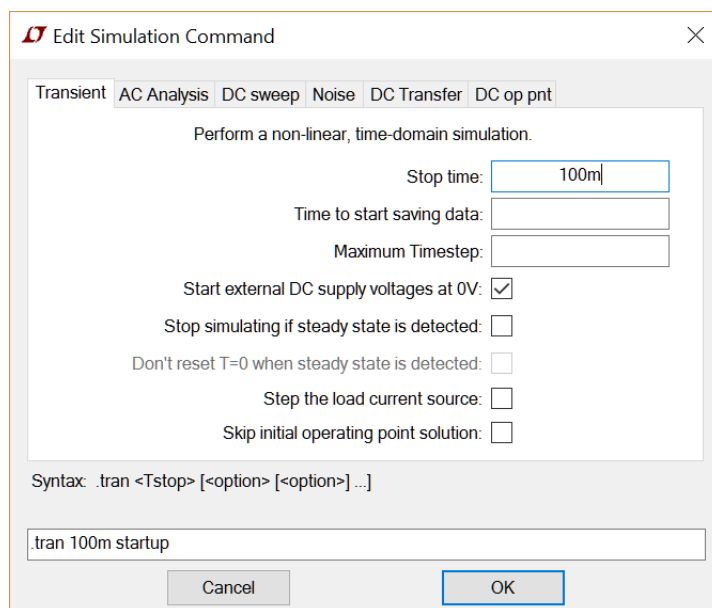 Edit Simulation Command
Transient AC Analysis DC sweep Noise DC Transfer DC op pnt
Perform a non-linear, time-domain simulation.
Stop time: 100m
Time to start saving data:
Maximum Timestep:
Start external DC supply voltages at 0V:
Stop simulating if steady state is detected:
Don't reset T=0 when steady state is detected:
Step the load current source:
Skip initial operating point solution:
Syntax: .tran <Tstop> [<option> [<option>] ...]
.tran 100m startup
Cancel OK